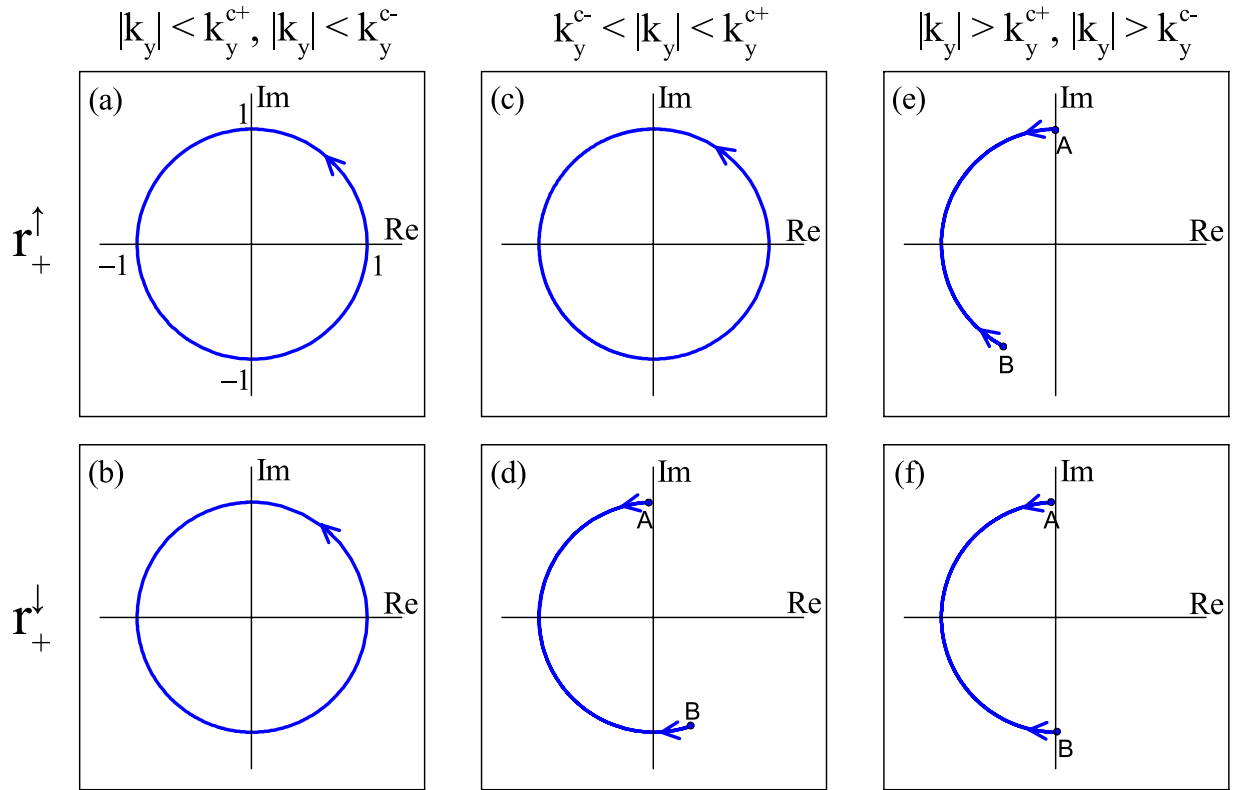 |k_y| < k_y^{c+}, |k_y| < k_y^{c-}
k_y^{c-} < |k_y| < k_y^{c+}
|k_y| > k_y^{c+}, |k_y| > k_y^{c-}
r_+^↑
(a) Im
1
Re
−1 1
−1
(c) Im
Re
(e) Im
A
Re
B
r_+^↓
(b) Im
Re
(d) Im
A
Re
B
(f) Im
A
Re
B